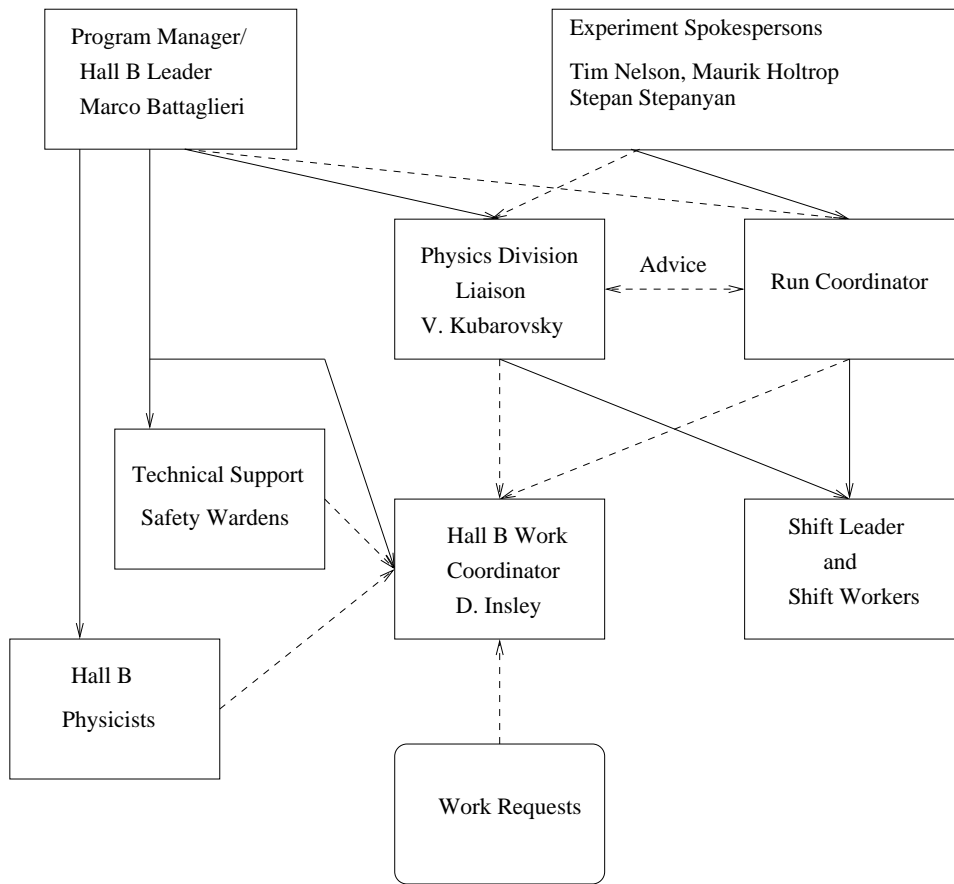 Program Manager/
Hall B Leader
Marco Battaglieri
Experiment Spokespersons
Tim Nelson, Maurik Holtrop
Stepan Stepanyan
Physics Division
Liaison
V. Kubarovsky
Advice
Run Coordinator
Technical Support
Safety Wardens
Hall B Work
Coordinator
D. Insley
Shift Leader
and
Shift Workers
Hall B
Physicists
Work Requests